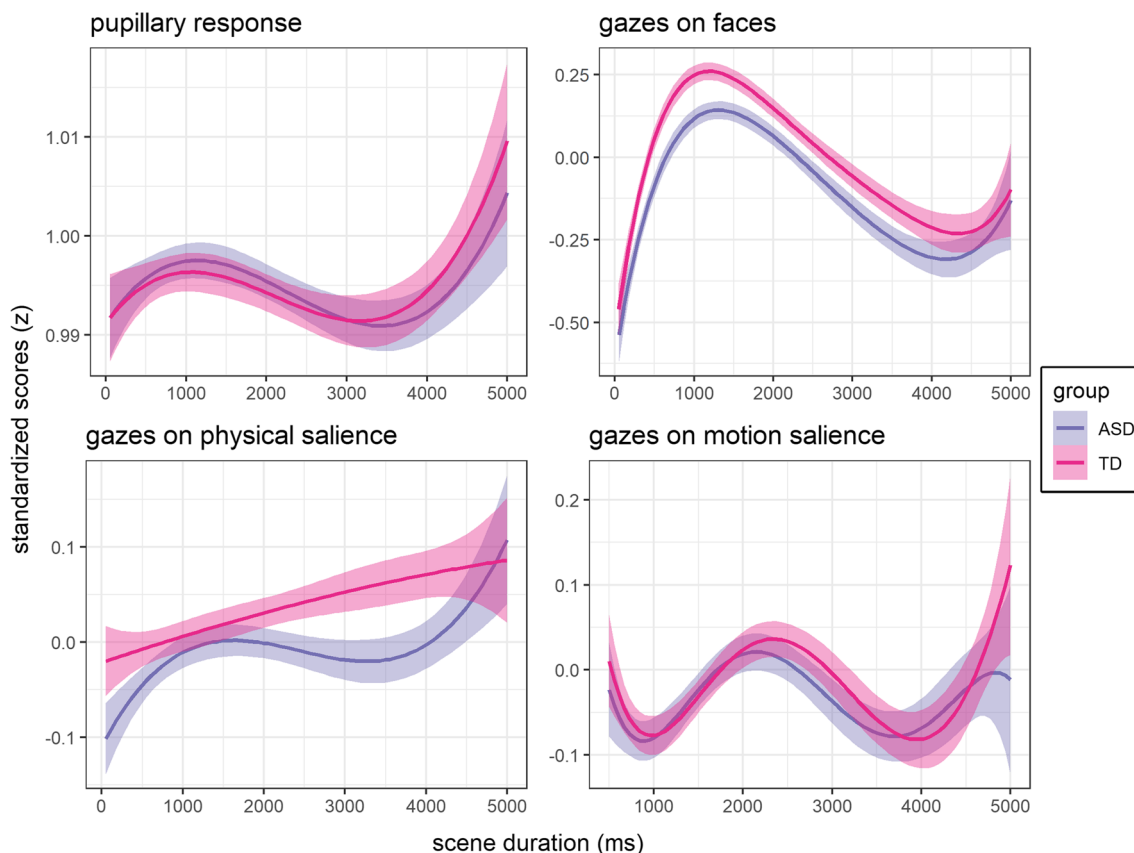 pupillary response
gazes on faces
1.01
1.00
0.99
0 1000 2000 3000 4000 5000
0.25
0.00
-0.25
-0.50
0 1000 2000 3000 4000 5000
standardized scores (z)
gazes on physical salience
gazes on motion salience
0.1
0.0
-0.1
0 1000 2000 3000 4000 5000
0.2
0.1
0.0
-0.1
1000 2000 3000 4000 5000
scene duration (ms)
group
ASD
TD